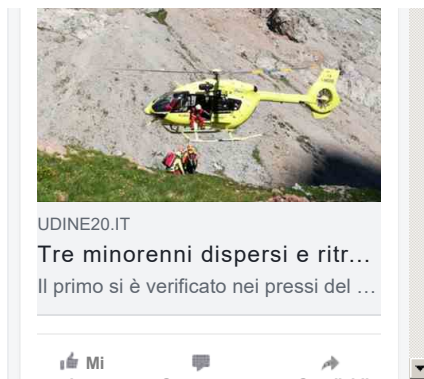 UDINE20.IT
Tre minorenni dispersi e ritr...
Il primo si è verificato nei pressi del ...
Mi